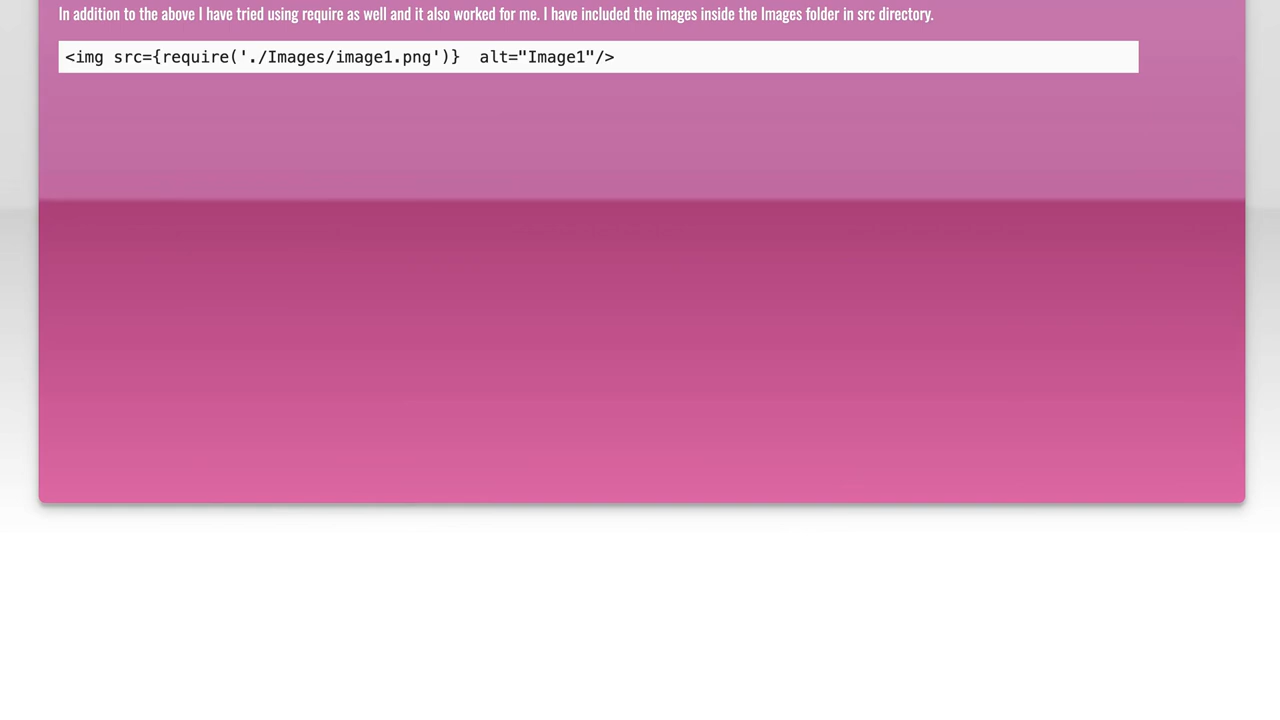 In addition to the above I have tried using require as well and it also worked for me. I have included the images inside the Images folder in src directory.
<img src={require('./Images/image1.png')}  alt="Image1"/>